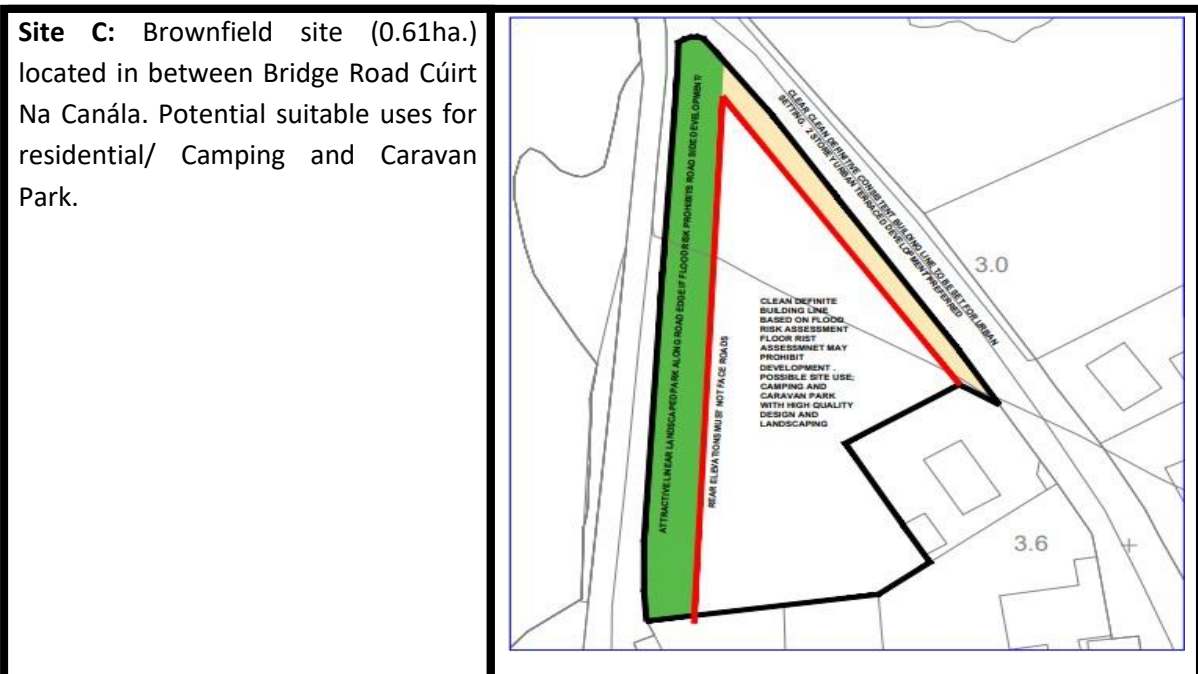 Site C: Brownfield site (0.61ha.)
located in between Bridge Road Cúirt
Na Canála. Potential suitable uses for
residential/ Camping and Caravan
Park.
ATTRACTIVE LINEAR LANDSCAPED PARK ALONG ROAD EDGE IF FLOOD RISK PROHIBITS ROAD SIDE DEVELOPMENT/
CLEAR CLEAN DEFINITIVE CONSISTENT BUILDING LINE TO BE SET FOR URBAN
SETTING. 2 STOREY URBAN TERRACED DEVELOPMENT PREFERRED
3.0
REAR ELEVATIONS MUST NOT FACE ROADS
CLEAN DEFINITE
BUILDING LINE
BASED ON FLOOD
RISK ASSESSMENT
FLOOR RIST
ASSESSMNET MAY
PROHIBIT
DEVELOPMENT .
POSSIBLE SITE USE;
CAMPING AND
CARAVAN PARK
WITH HIGH QUALITY
DESIGN AND
LANDSCAPING
3.6